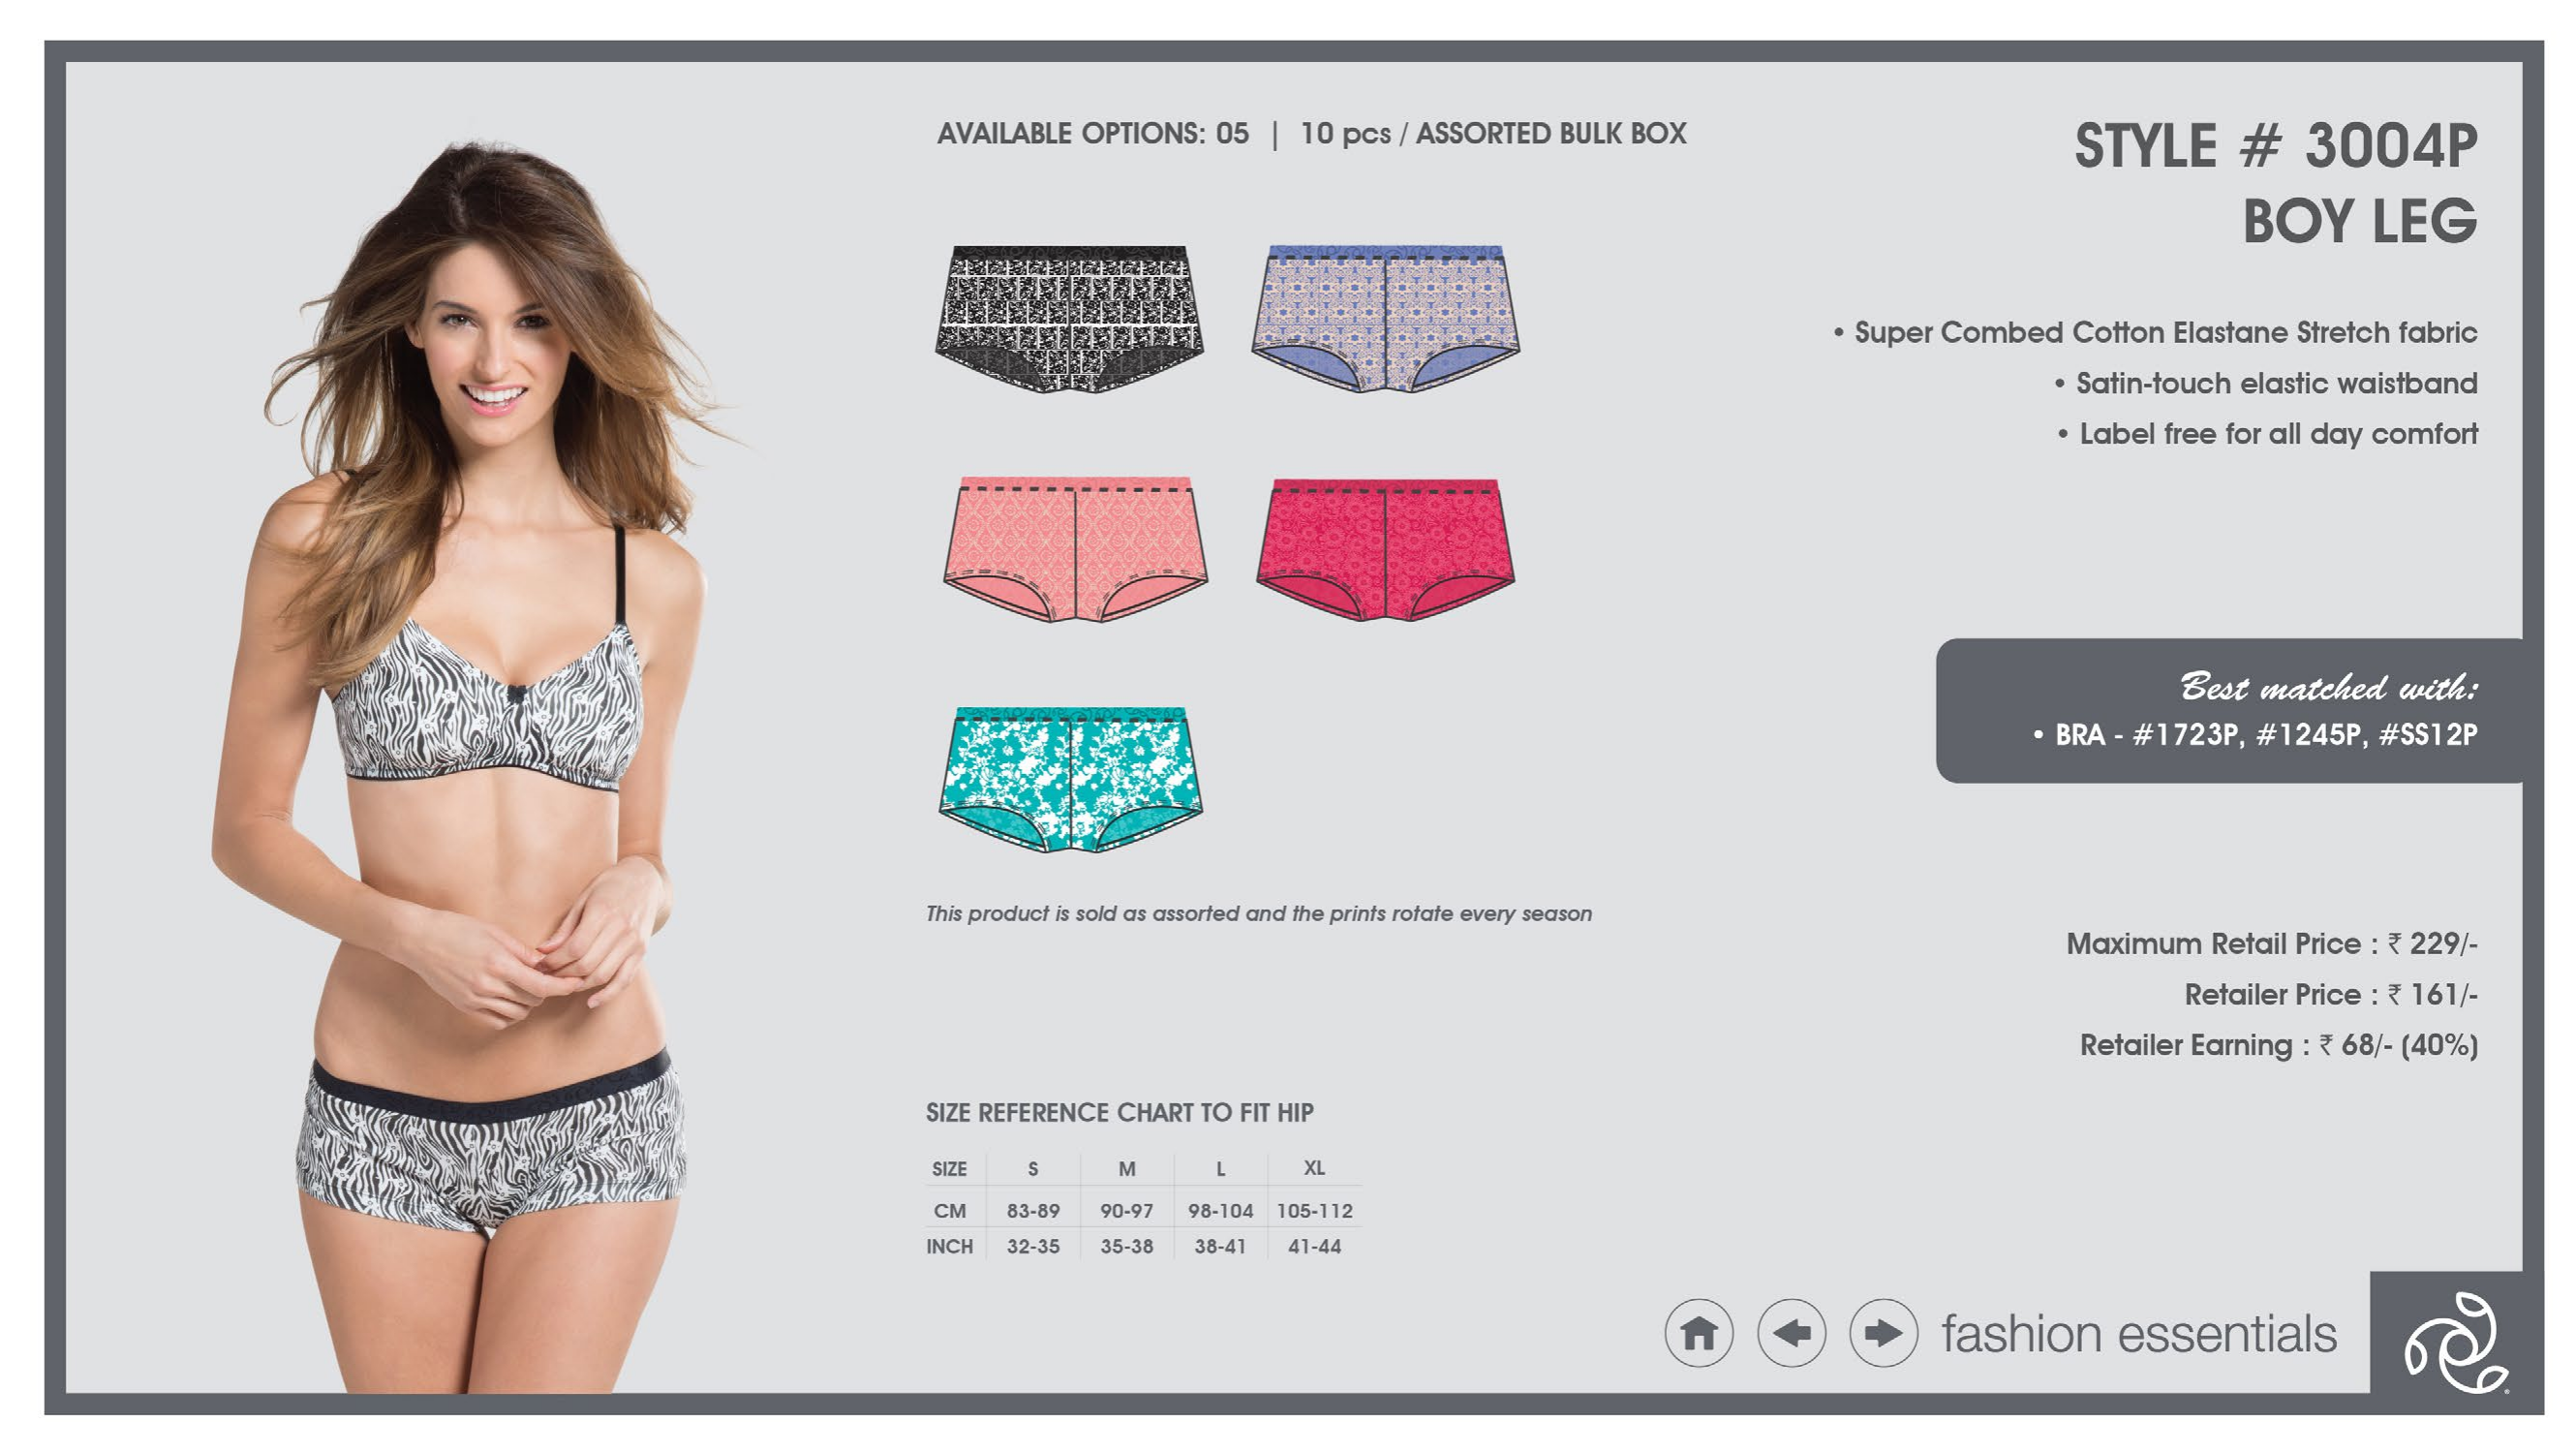 AVAILABLE OPTIONS: 05 | 10 pcs / ASSORTED BULK BOX
STYLE # 3004P
BOY LEG
• Super Combed Cotton Elastane Stretch fabric
• Satin-touch elastic waistband
• Label free for all day comfort
Best matched with:
• BRA - #1723P, #1245P, #SS12P
This product is sold as assorted and the prints rotate every season
Maximum Retail Price : ₹ 229/-
Retailer Price : ₹ 161/-
Retailer Earning : ₹ 68/- (40%)
SIZE REFERENCE CHART TO FIT HIP
SIZE S M L XL
CM 83-89 90-97 98-104 105-112
INCH 32-35 35-38 38-41 41-44
fashion essentials